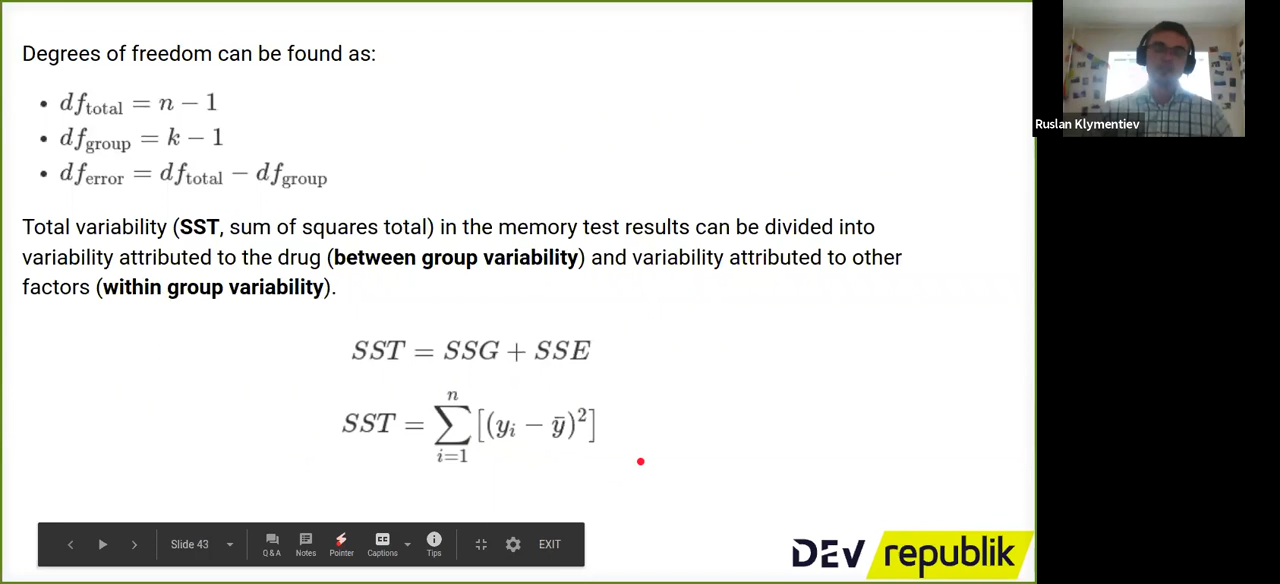 Degrees of freedom can be found as:
• df_total = n − 1
• df_group = k − 1
• df_error = df_total − df_group
Total variability (SST, sum of squares total) in the memory test results can be divided into
variability attributed to the drug (between group variability) and variability attributed to other
factors (within group variability).
SST = SSG + SSE
SST = ∑_{i=1}^{n} [(y_i − ȳ)²]
Slide 43
Q&A Notes Pointer Captions Tips EXIT
CC
DEV republik
Ruslan Klymentiev